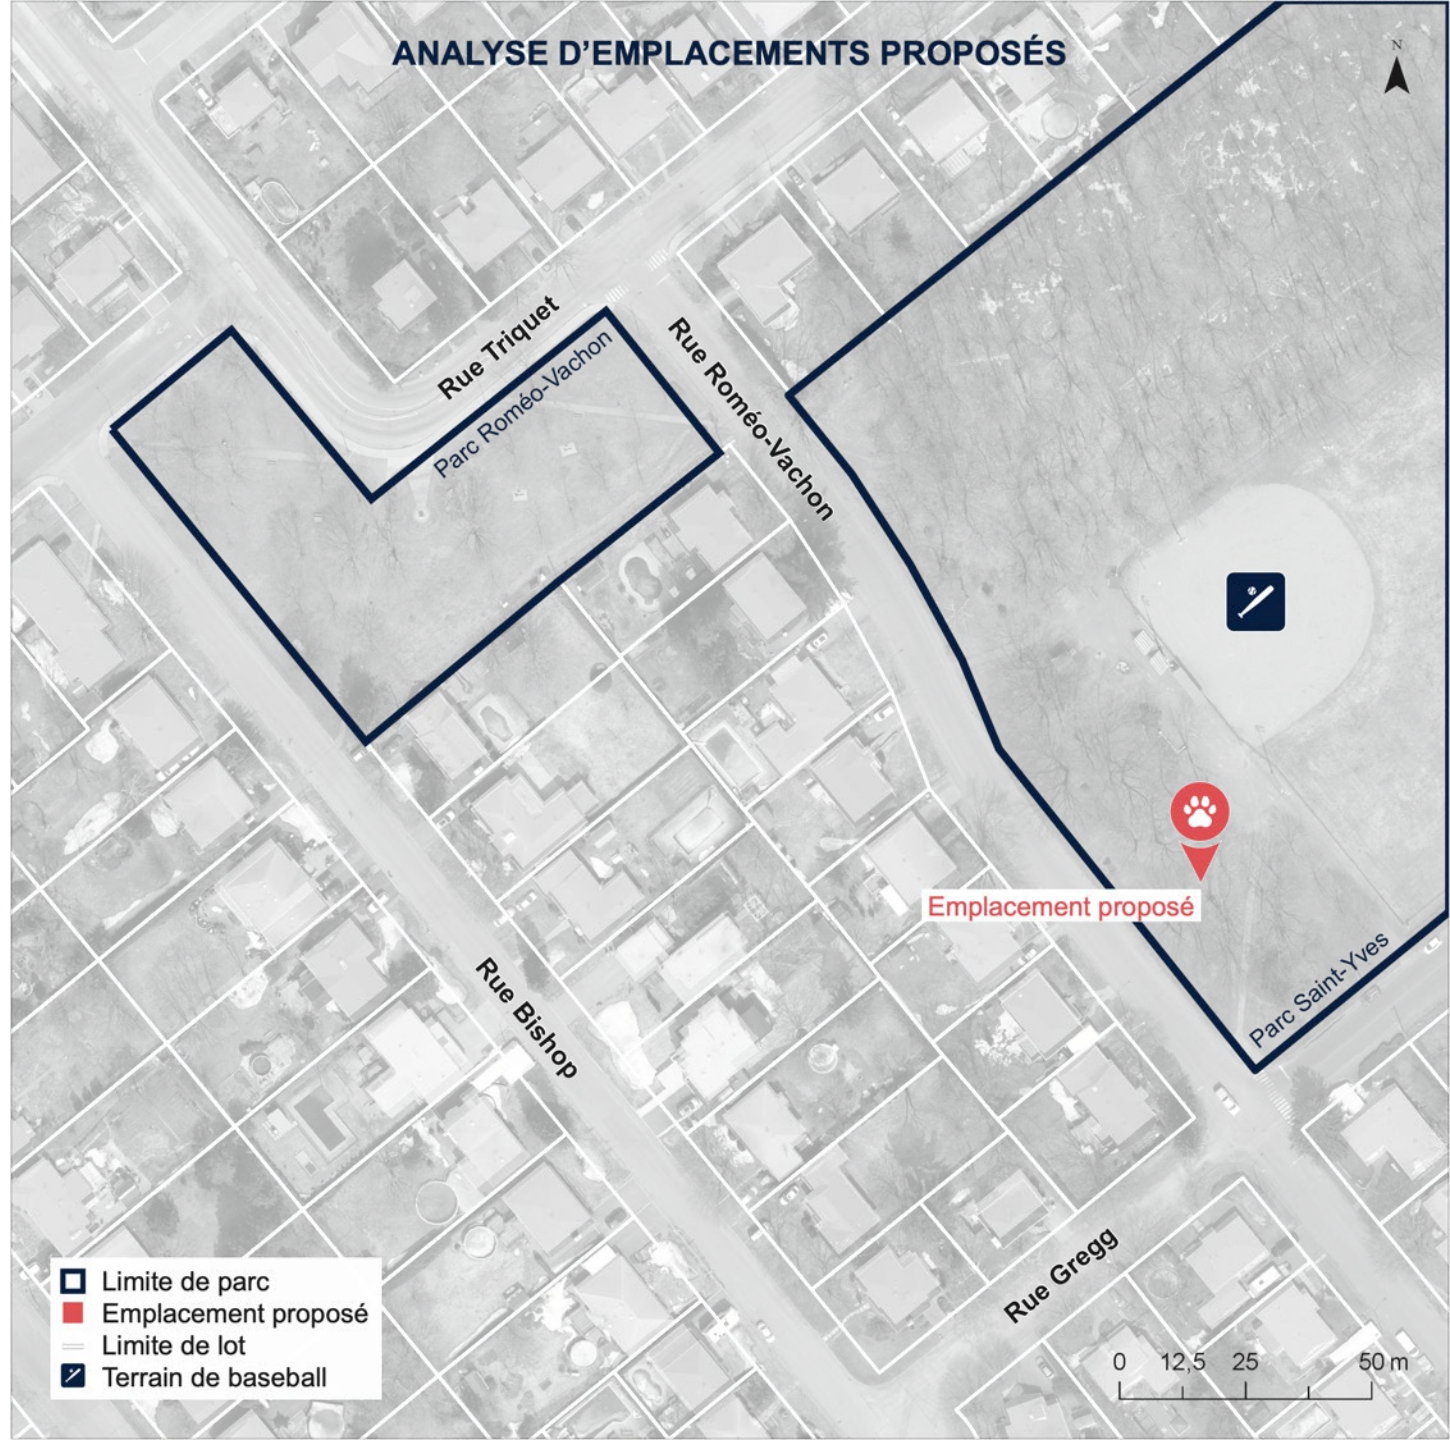 ANALYSE D’EMPLACEMENTS PROPOSÉS
N
Rue Triquet
Parc Roméo-Vachon
Rue Roméo-Vachon
Emplacement proposé
Parc Saint-Yves
Rue Bishop
Rue Gregg
Limite de parc
Emplacement proposé
Limite de lot
Terrain de baseball
0 12,5 25 50 m